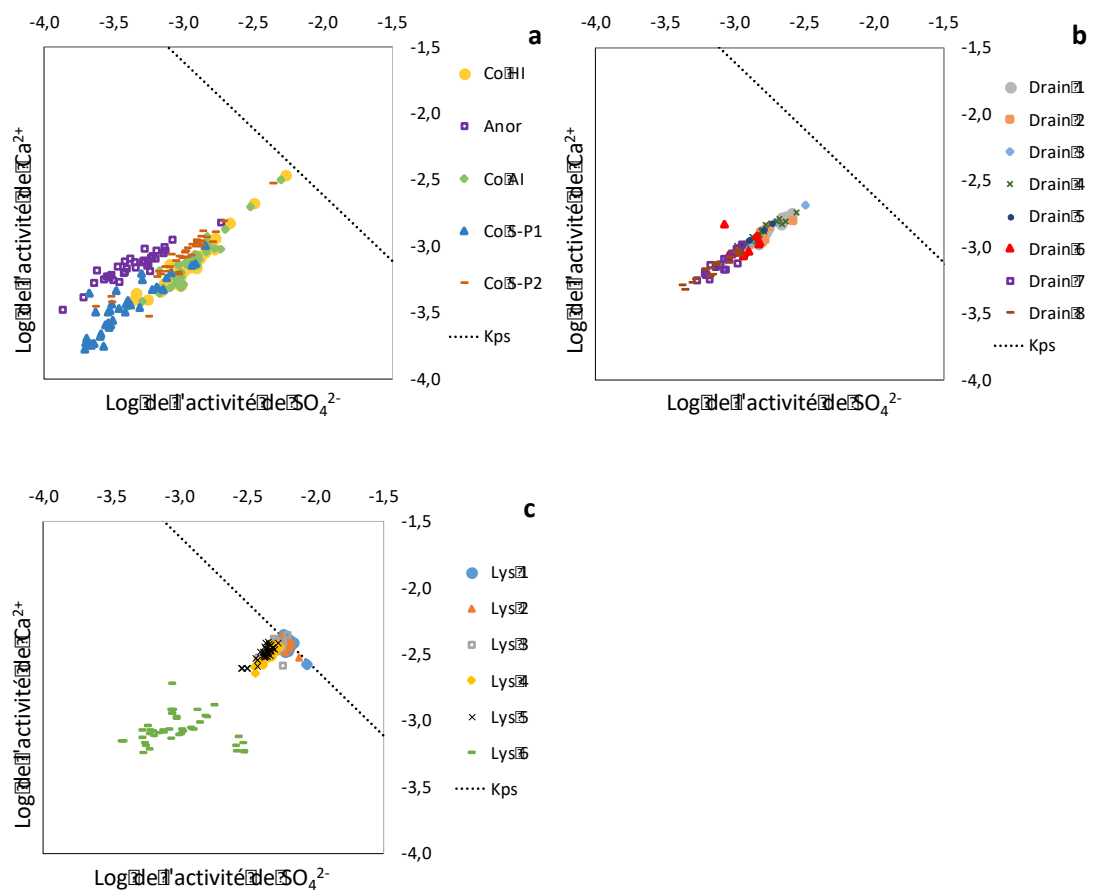 -4,0 -3,5 -3,0 -2,5 -2,0 -1,5
a
-1,5
-2,0
-2,5
-3,0
-3,5
-4,0
Log⍰de⍰l'activité⍰de⍰Ca²⁺
Co⍰HI
Anor
Co⍰AI
Co⍰S-P1
Co⍰S-P2
Kps
Log⍰de⍰l'activité⍰de⍰SO₄²⁻
-4,0 -3,5 -3,0 -2,5 -2,0 -1,5
b
-1,5
-2,0
-2,5
-3,0
-3,5
-4,0
Log⍰de⍰l'activité⍰de⍰Ca²⁺
Drain⍰1
Drain⍰2
Drain⍰3
Drain⍰4
Drain⍰5
Drain⍰6
Drain⍰7
Drain⍰8
Kps
Log⍰de⍰l'activité⍰de⍰SO₄²⁻
-4,0 -3,5 -3,0 -2,5 -2,0 -1,5
c
-1,5
-2,0
-2,5
-3,0
-3,5
-4,0
Log⍰de⍰l'activité⍰de⍰Ca²⁺
Lys⍰1
Lys⍰2
Lys⍰3
Lys⍰4
Lys⍰5
Lys⍰6
Kps
Log⍰de⍰l'activité⍰de⍰SO₄²⁻